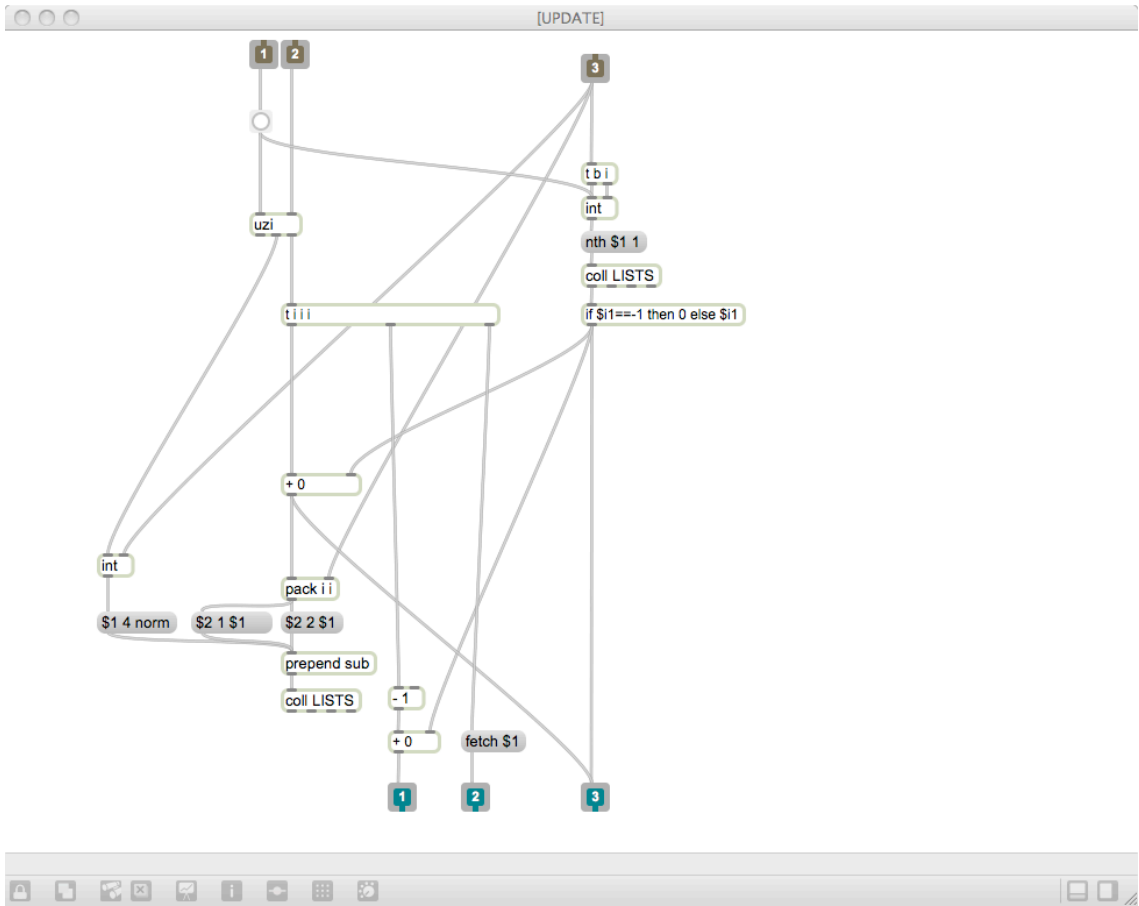 [UPDATE]
1 2
3
t b i
int
uzi
nth $1 1
coll LISTS
t i i i
if $i1==-1 then 0 else $i1
+ 0
int
pack i i
$1 4 norm
$2 1 $1
$2 2 $1
prepend sub
coll LISTS
- 1
+ 0
fetch $1
1
2
3
i